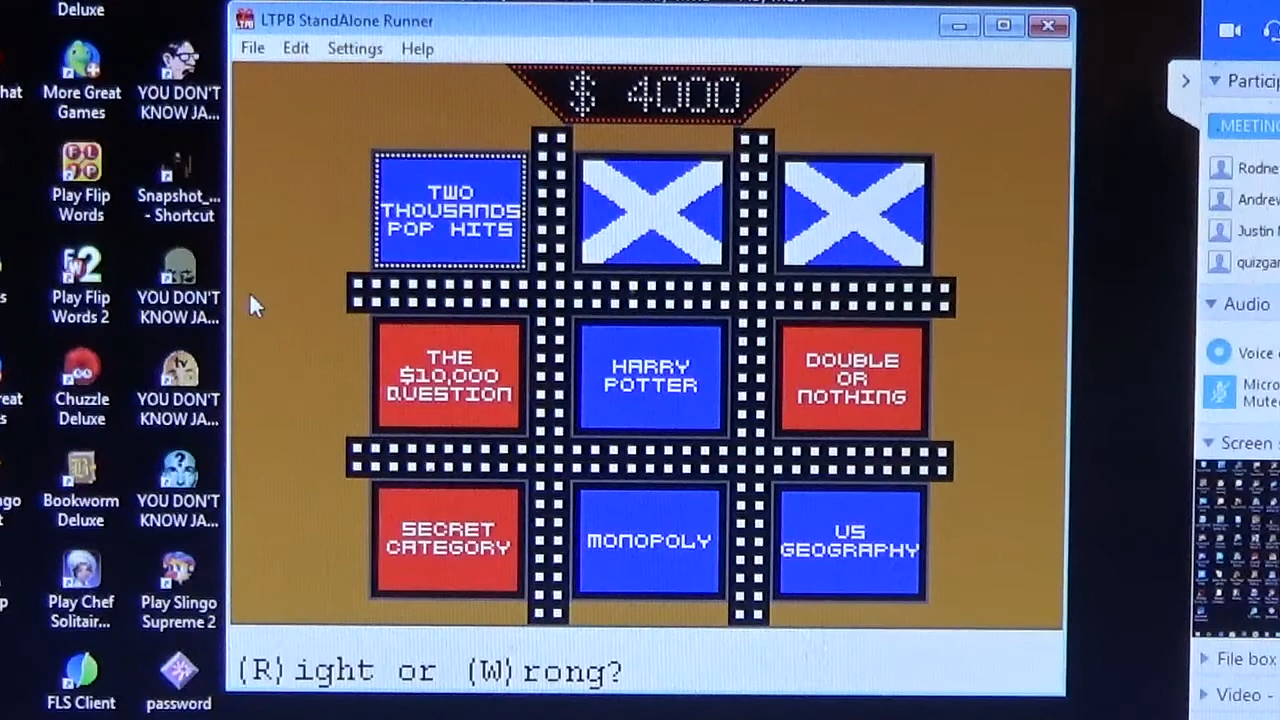 Deluxe
LTPB StandAlone Runner
File Edit Settings Help
$ 4000
TWO
THOUSANDS
POP HITS
THE
$10,000
QUESTION
HARRY
POTTER
DOUBLE
OR
NOTHING
SECRET
CATEGORY
MONOPOLY
US
GEOGRAPHY
(R)ight or (W)rong?
More Great
Games
YOU DON'T
KNOW JA...
Play Flip
Words
Snapshot_...
- Shortcut
Play Flip
Words 2
YOU DON'T
KNOW JA...
Chuzzle
Deluxe
YOU DON'T
KNOW JA...
Bookworm
Deluxe
YOU DON'T
KNOW JA...
Play Chef
Solitair...
Play Slingo
Supreme 2
FLS Client
password
hat
Particip
MEETING
Rodne
Andrew
Justin
quizgar
Audio
Voice
Micro
Mute
Screen
File box
Video -